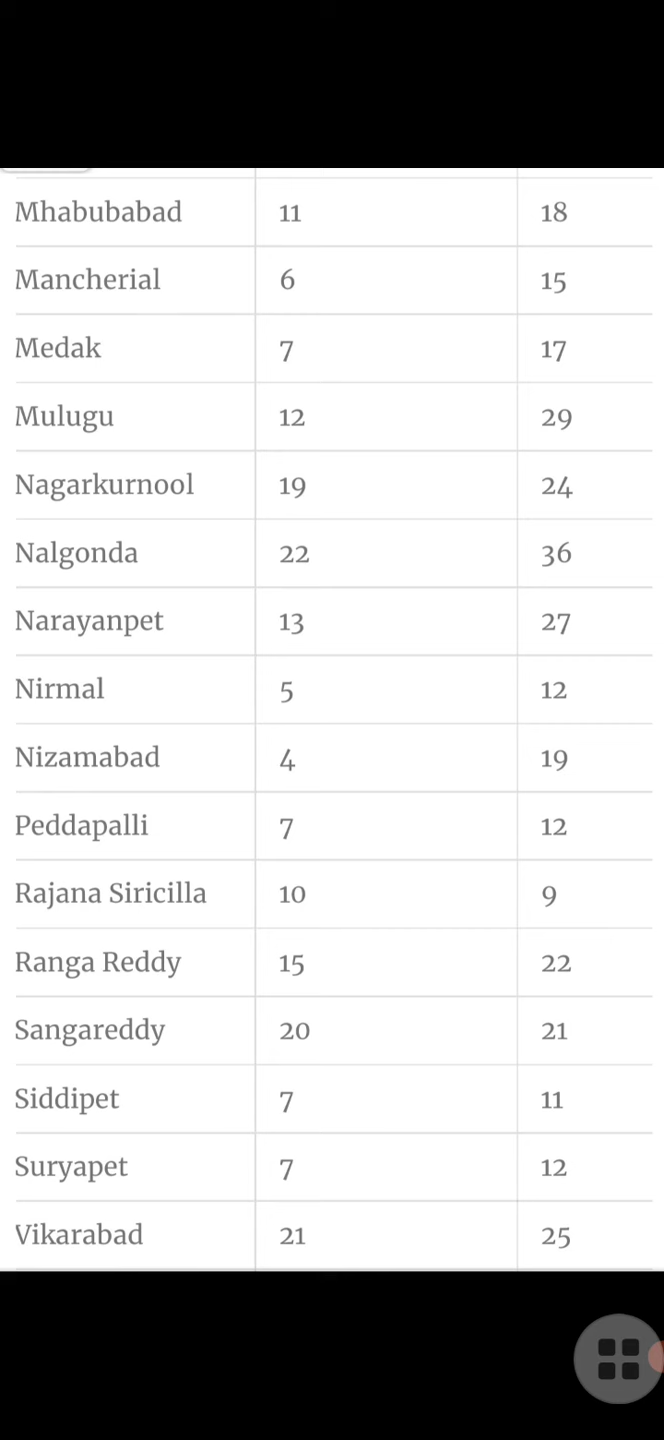 Mhabubabad 11 18
Mancherial 6 15
Medak 7 17
Mulugu 12 29
Nagarkurnool 19 24
Nalgonda 22 36
Narayanpet 13 27
Nirmal 5 12
Nizamabad 4 19
Peddapalli 7 12
Rajana Siricilla 10 9
Ranga Reddy 15 22
Sangareddy 20 21
Siddipet 7 11
Suryapet 7 12
Vikarabad 21 25